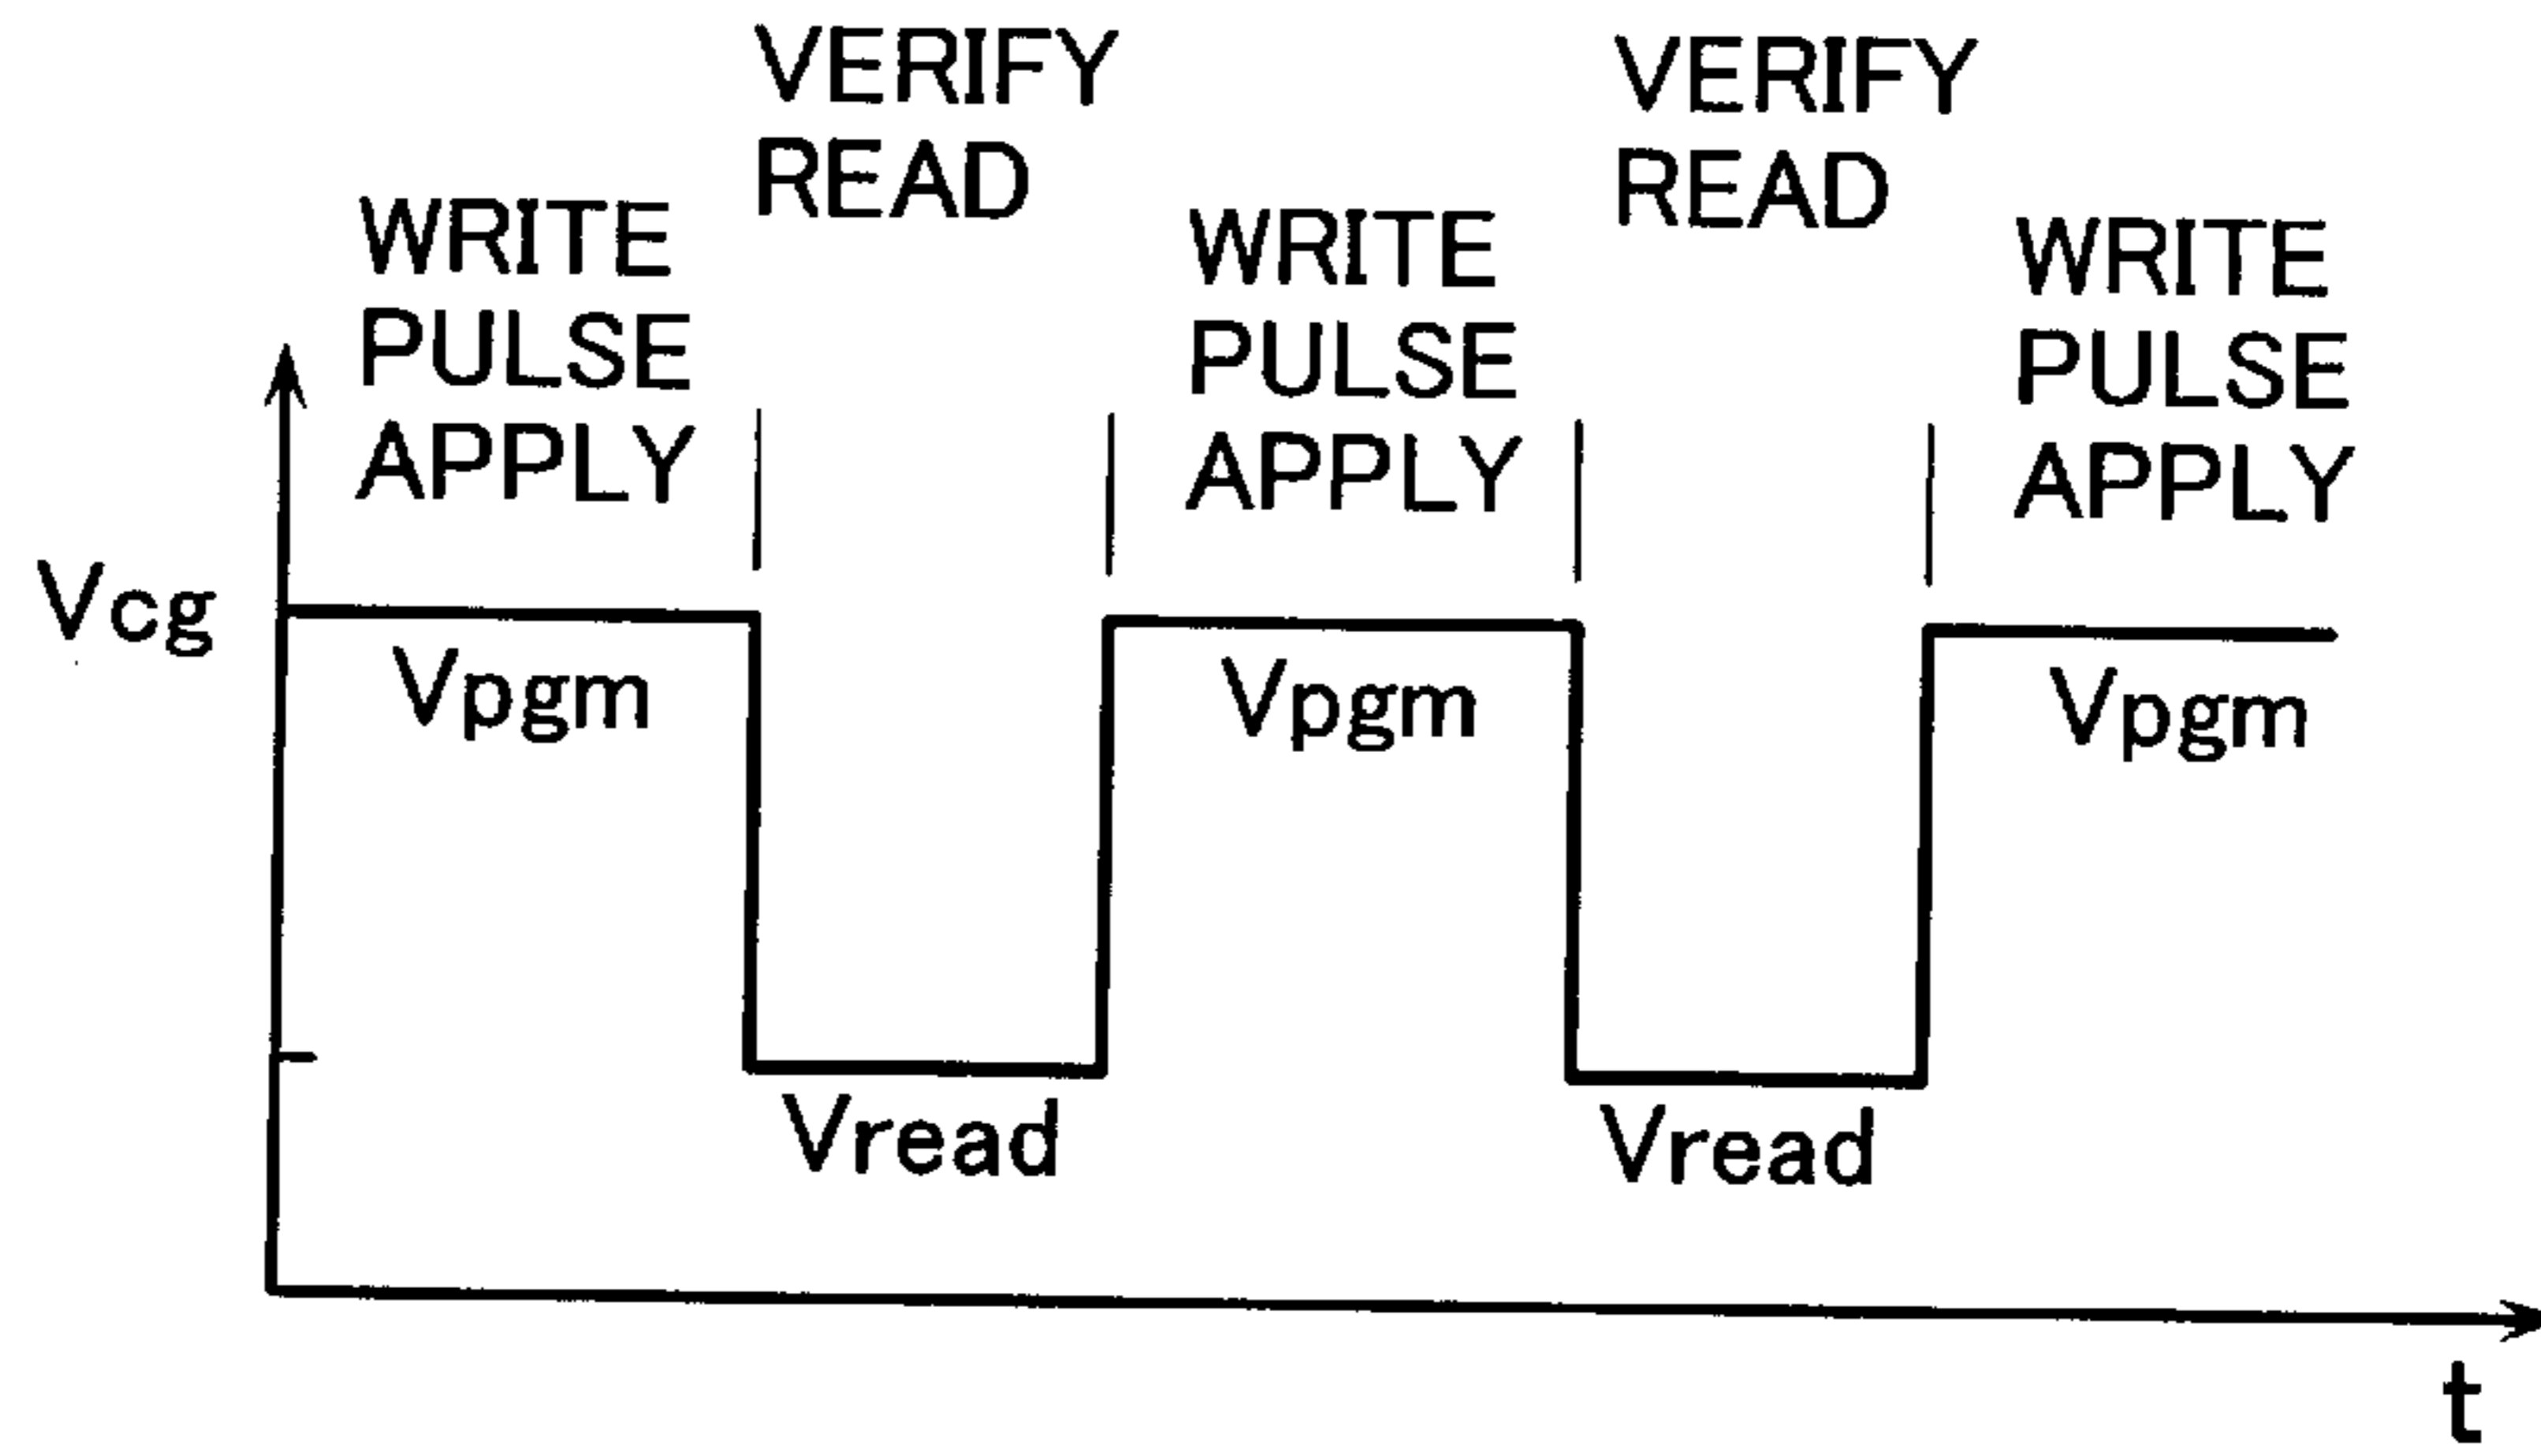 VERIFY
READ
VERIFY
READ
WRITE
PULSE
APPLY
WRITE
PULSE
APPLY
WRITE
PULSE
APPLY
Vcg
Vpgm
Vpgm
Vpgm
Vread
Vread
t